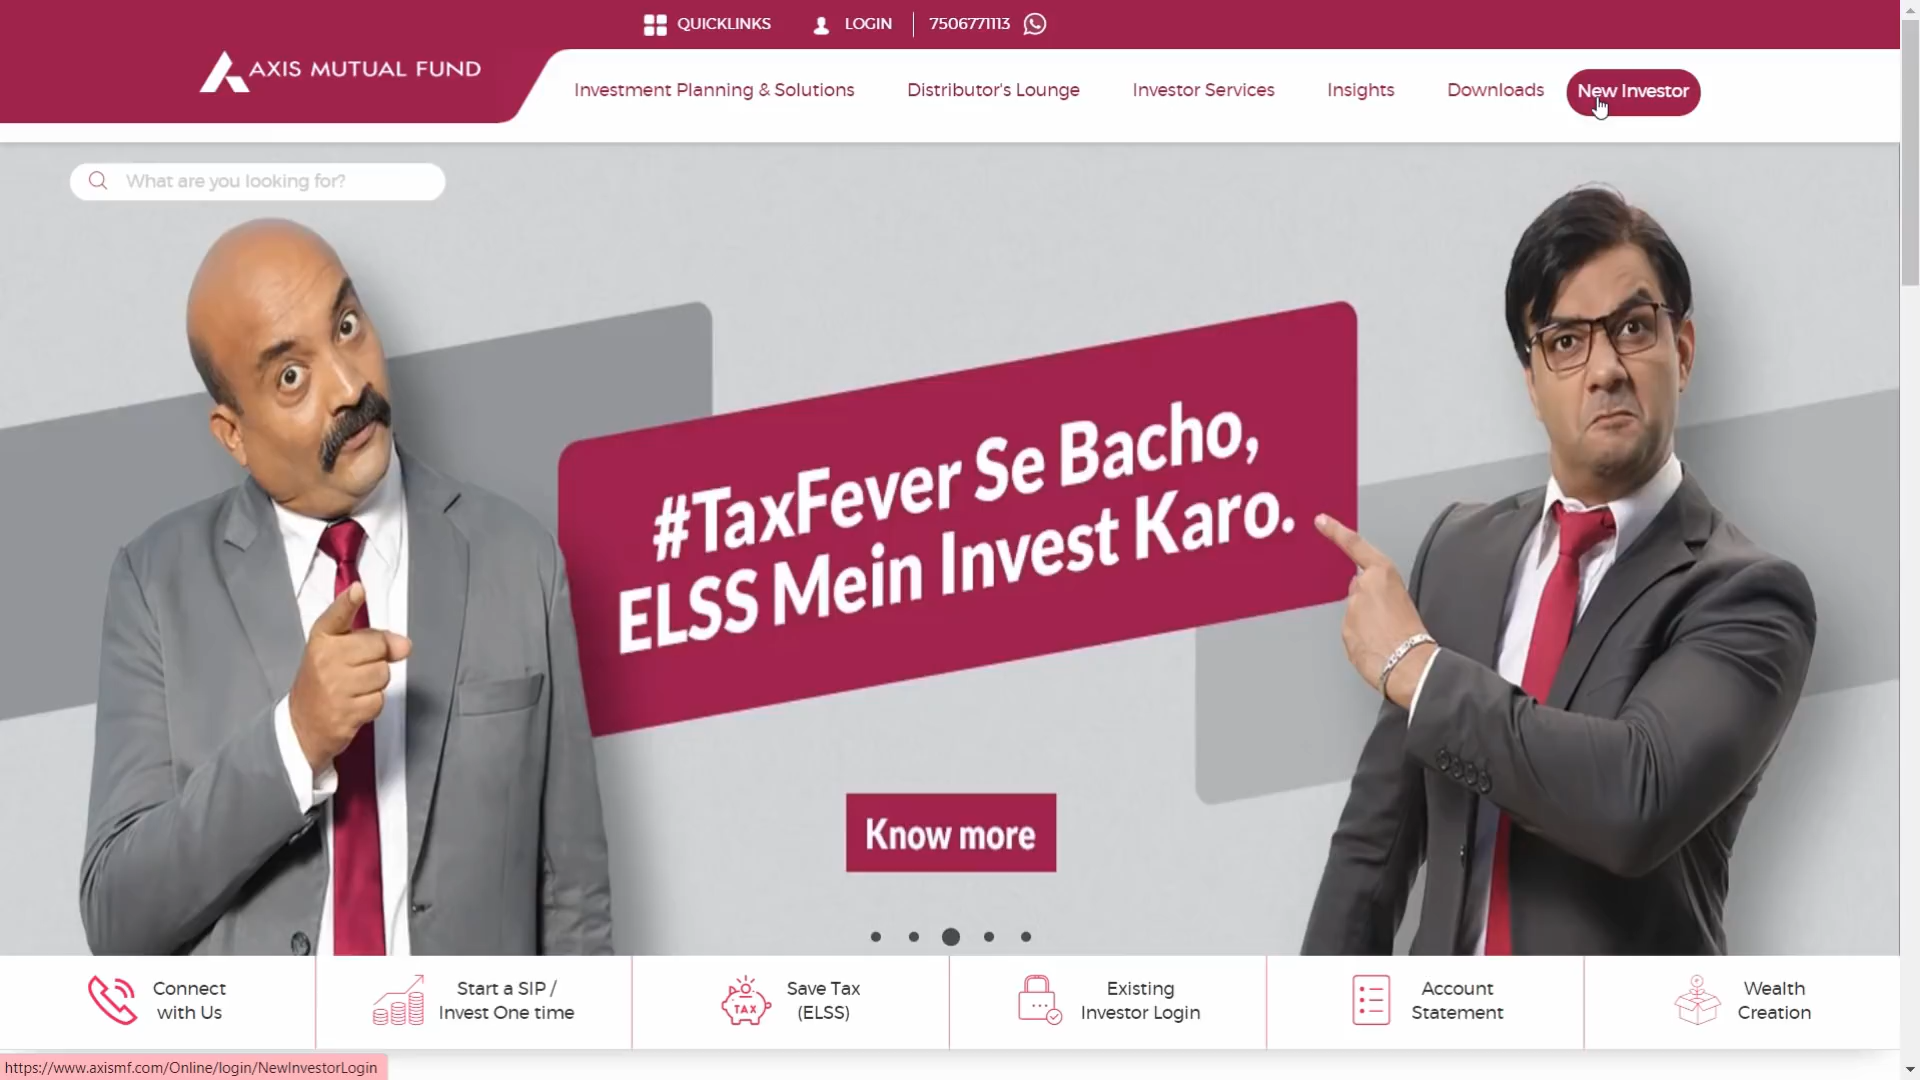 QUICKLINKS
LOGIN
7506771113
AXIS MUTUAL FUND
Investment Planning & Solutions
Distributor's Lounge
Investor Services
Insights
Downloads
New Investor
What are you looking for?
#TaxFever Se Bacho,
ELSS Mein Invest Karo.
Know more
Connect
with Us
Start a SIP /
Invest One time
TAX
Save Tax
(ELSS)
Existing
Investor Login
Account
Statement
Wealth
Creation
https://www.axismf.com/Online/login/NewInvestorLogin